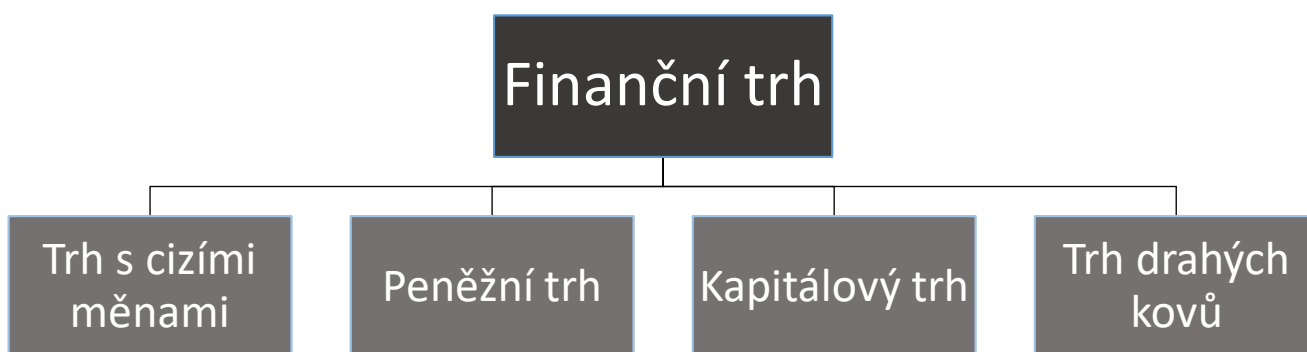 Finanční trh
Trh s cizími
měnami
Peněžní trh
Kapitálový trh
Trh drahých
kovů